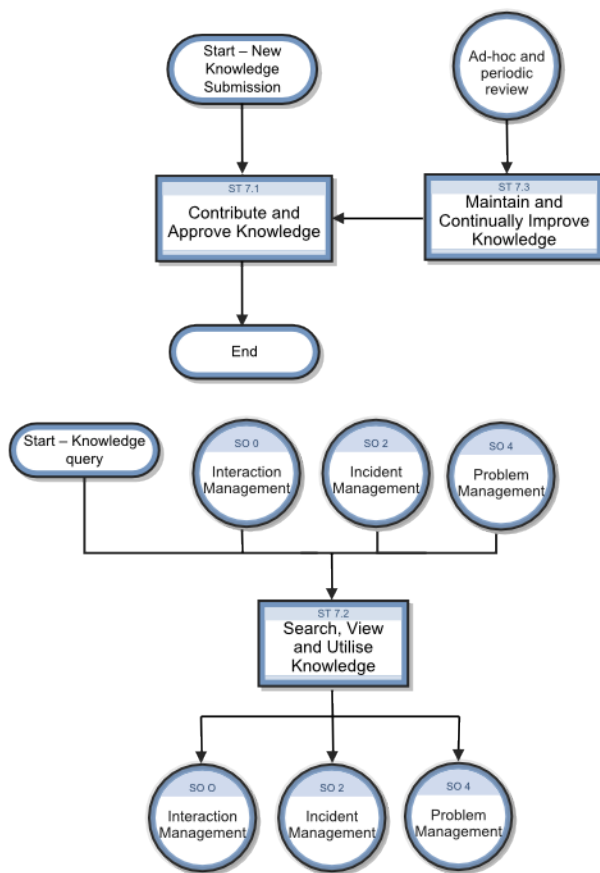 Start – New
Knowledge
Submission
Ad-hoc and
periodic
review
ST 7.1
Contribute and
Approve Knowledge
ST 7.3
Maintain and
Continually Improve
Knowledge
End
Start – Knowledge
query
SO 0
Interaction
Management
SO 2
Incident
Management
SO 4
Problem
Management
ST 7.2
Search, View
and Utilise
Knowledge
SO O
Interaction
Management
SO 2
Incident
Management
SO 4
Problem
Management